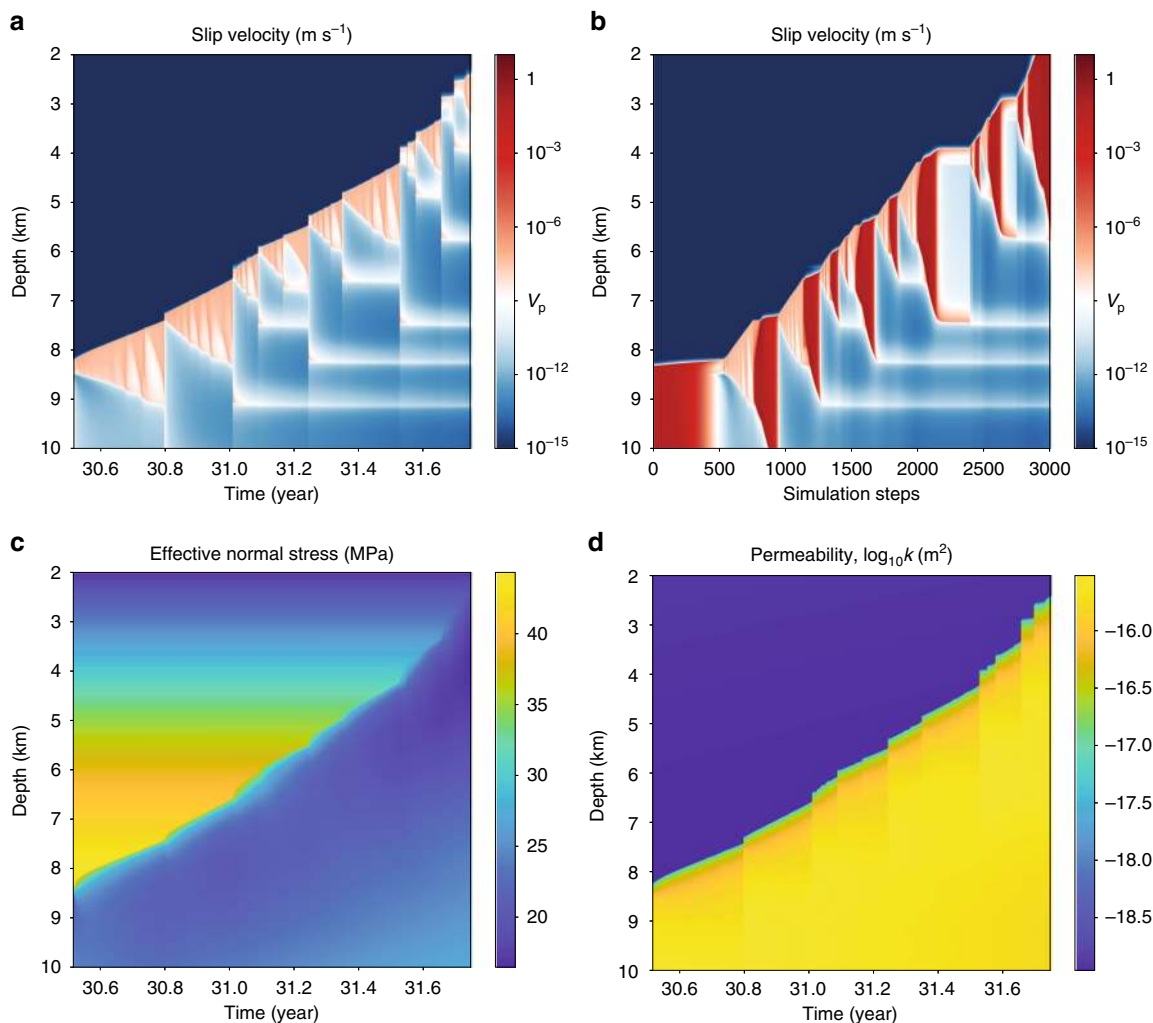 a
Slip velocity (m s⁻¹)
2
3
4
5
6
7
8
9
10
Depth (km)
30.6 30.8 31.0 31.2 31.4 31.6
Time (year)
1
10⁻³
10⁻⁶
Vₚ
10⁻¹²
10⁻¹⁵
b
Slip velocity (m s⁻¹)
2
3
4
5
6
7
8
9
10
Depth (km)
0 500 1000 1500 2000 2500 3000
Simulation steps
1
10⁻³
10⁻⁶
Vₚ
10⁻¹²
10⁻¹⁵
c
Effective normal stress (MPa)
2
3
4
5
6
7
8
9
10
Depth (km)
30.6 30.8 31.0 31.2 31.4 31.6
Time (year)
40
35
30
25
20
d
Permeability, log₁₀k (m²)
2
3
4
5
6
7
8
9
10
Depth (km)
30.6 30.8 31.0 31.2 31.4 31.6
Time (year)
−16.0
−16.5
−17.0
−17.5
−18.0
−18.5